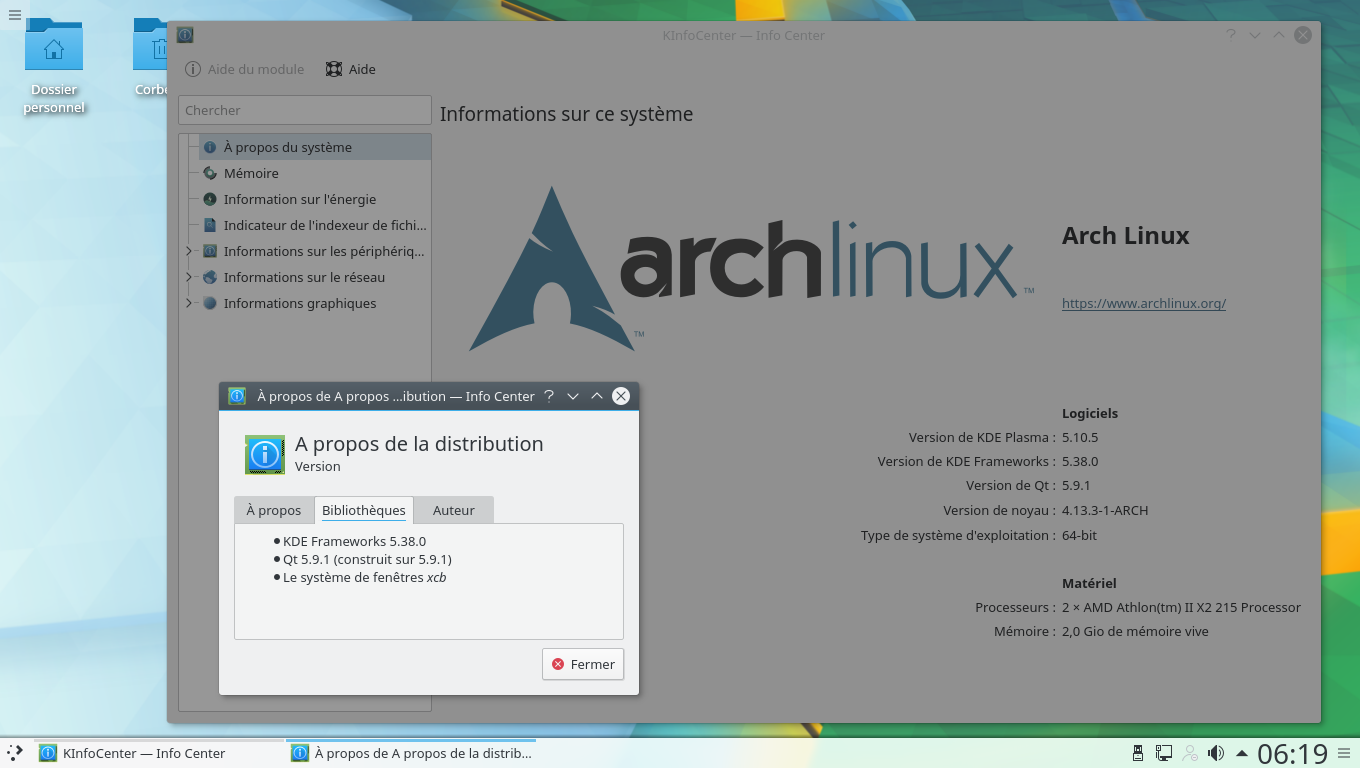 Dossier
personnel
KInfoCenter — Info Center
Aide du module
Aide
Chercher
À propos du système
Mémoire
Information sur l'énergie
Indicateur de l'indexeur de fichi...
Informations sur les périphériq...
Informations sur le réseau
Informations graphiques
Informations sur ce système
archlinux
TM
TM
Arch Linux
https://www.archlinux.org/
Logiciels
Version de KDE Plasma : 5.10.5
Version de KDE Frameworks : 5.38.0
Version de Qt : 5.9.1
Version de noyau : 4.13.3-1-ARCH
Type de système d'exploitation : 64-bit
Matériel
Processeurs : 2 × AMD Athlon(tm) II X2 215 Processor
Mémoire : 2,0 Gio de mémoire vive
À propos de A propos ...ibution — Info Center
A propos de la distribution
Version
À propos
Bibliothèques
Auteur
KDE Frameworks 5.38.0
Qt 5.9.1 (construit sur 5.9.1)
Le système de fenêtres xcb
Fermer
KInfoCenter — Info Center
À propos de A propos de la distrib...
06:19